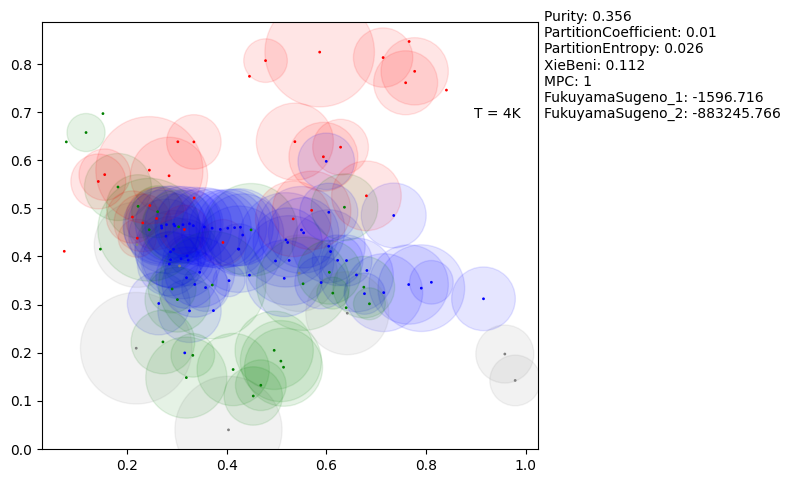 Purity: 0.356
PartitionCoefficient: 0.01
PartitionEntropy: 0.026
XieBeni: 0.112
MPC: 1
FukuyamaSugeno_1: -1596.716
FukuyamaSugeno_2: -883245.766
T = 4K
0.8
0.7
0.6
0.5
0.4
0.3
0.2
0.1
0.0
0.2
0.4
0.6
0.8
1.0